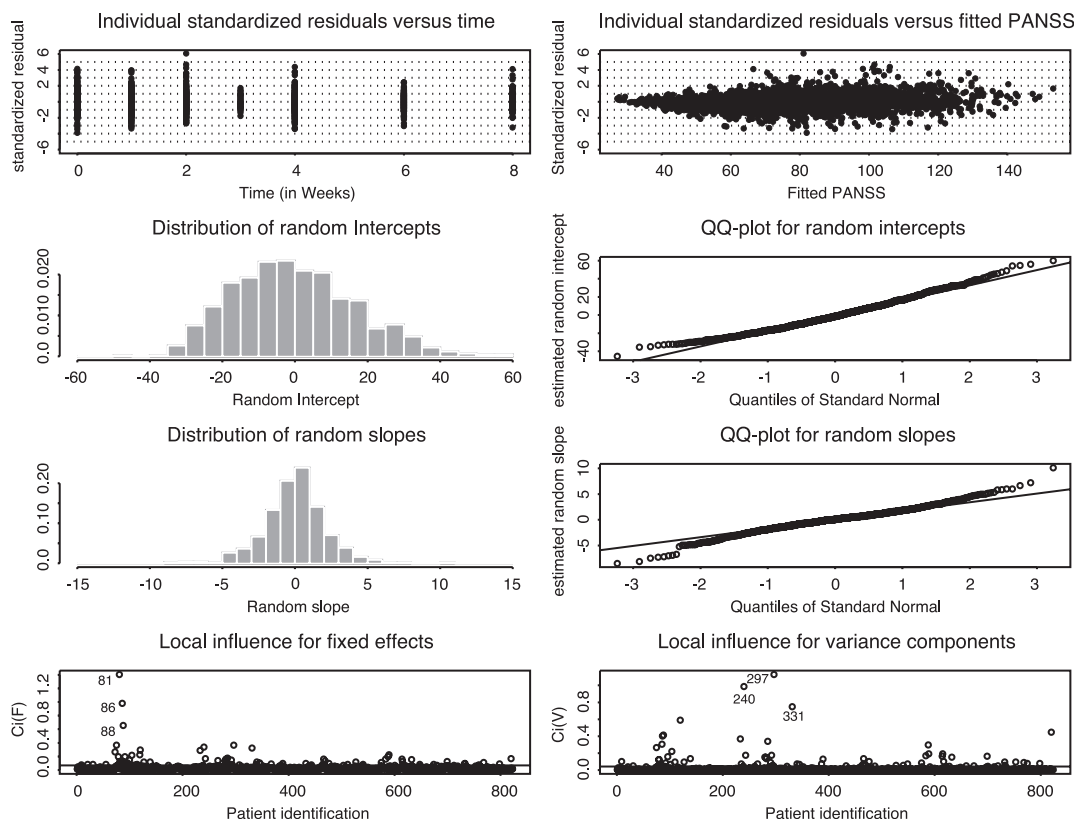 Individual standardized residuals versus time
standardized residual
6
4
2
-2
-6
0 2 4 6 8
Time (in Weeks)
Individual standardized residuals versus fitted PANSS
Standardized residual
6
4
2
-2
-6
40 60 80 100 120 140
Fitted PANSS
Distribution of random Intercepts
0.0 0.010 0.020
-60 -40 -20 0 20 40 60
Random Intercept
QQ-plot for random intercepts
estimated random intercept
-40 0 20 60
-3 -2 -1 0 1 2 3
Quantiles of Standard Normal
Distribution of random slopes
0.0 0.10 0.20
-15 -10 -5 0 5 10 15
Random slope
QQ-plot for random slopes
estimated random slope
-5 0 5 10
-3 -2 -1 0 1 2 3
Quantiles of Standard Normal
Local influence for fixed effects
Ci(F)
0.0 0.4 0.8 1.2
81
86
88
0 200 400 600 800
Patient identification
Local influence for variance components
Ci(V)
0.0 0.4 0.8
297
240
331
0 200 400 600 800
Patient identification